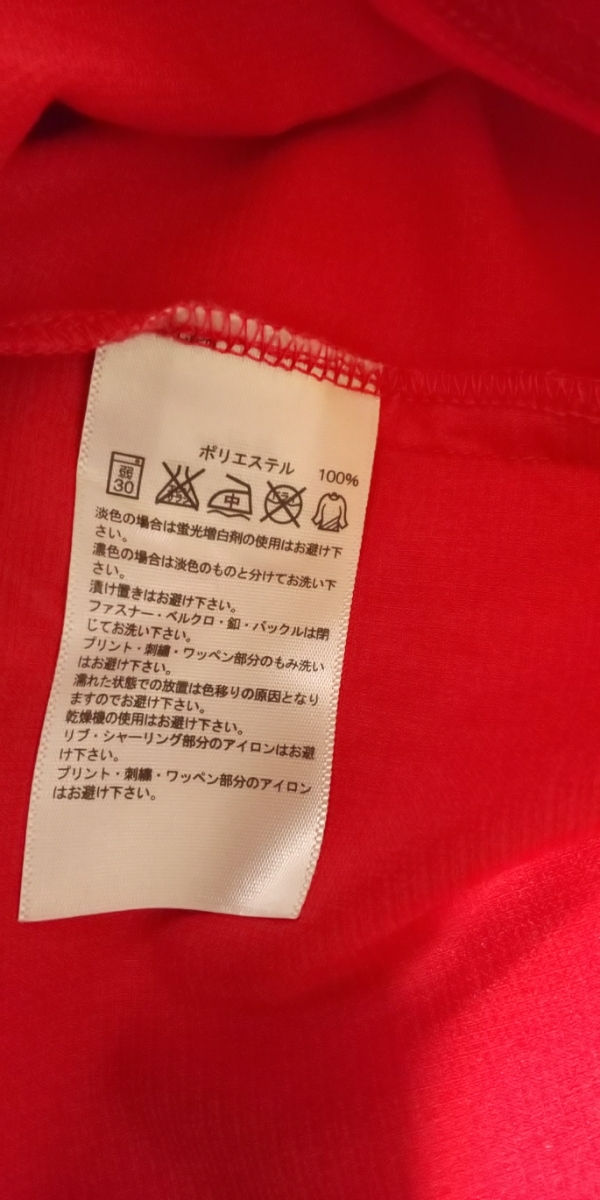 ポリエステル 100%
弱
30
エンソ
サラシ
中
ドライ
淡色の場合は蛍光増白剤の使用はお避け下
さい。
濃色の場合は淡色のものと分けてお洗い下
さい。
漬け置きはお避け下さい。
ファスナー・ベルクロ・釦・バックルは閉
じてお洗い下さい。
プリント・刺繍・ワッペン部分のもみ洗い
はお避け下さい。
濡れた状態での放置は色移りの原因となり
ますのでお避け下さい。
乾燥機の使用はお避け下さい。
リブ・シャーリング部分のアイロンはお避
け下さい。
プリント・刺繍・ワッペン部分のアイロン
はお避け下さい。